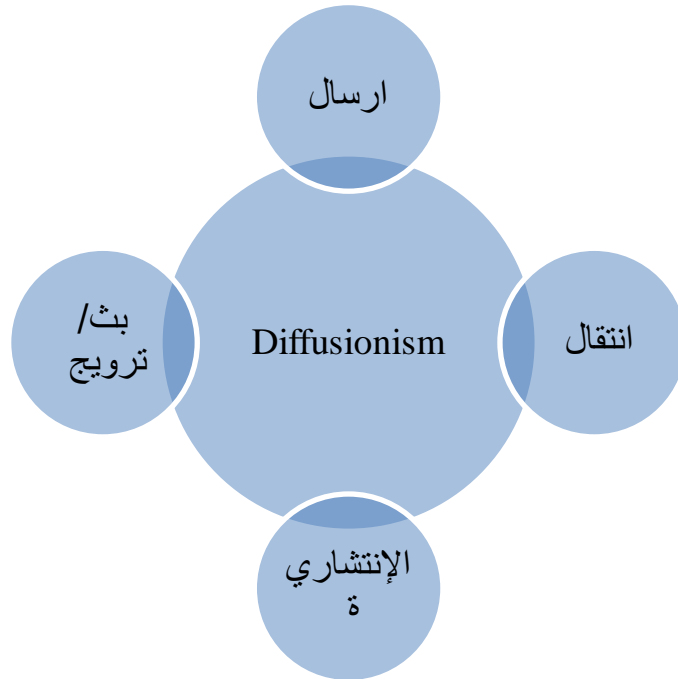 ارسال
بث/
ترويج
Diffusionism
انتقال
الإنتشاري
ة